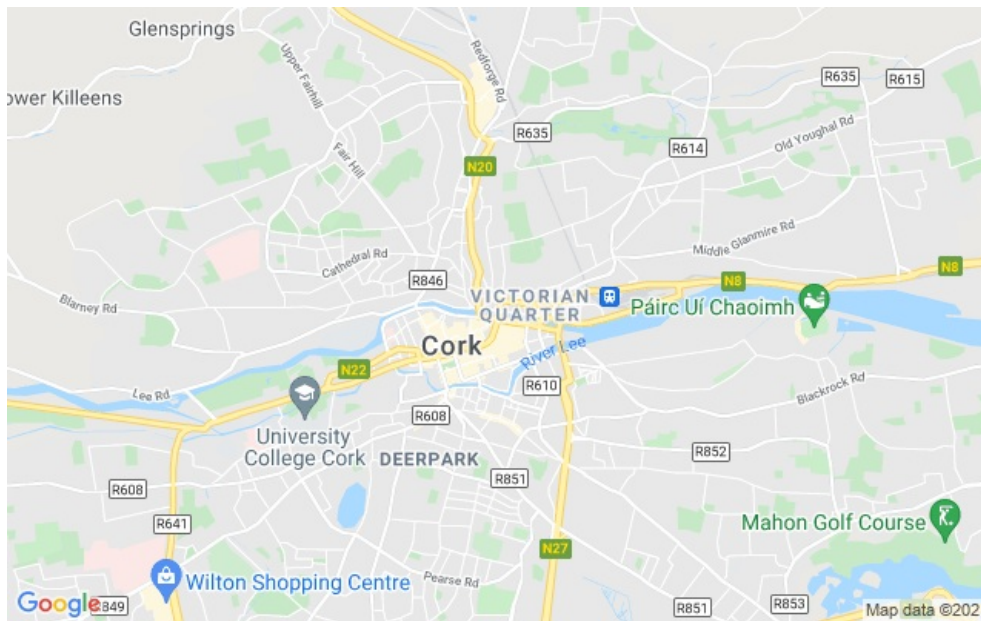 Glensprings
Redforge Rd
Upper Fairhill
R635
R615
ower Killeens
R635
Old Youghal Rd
R614
Fair Hill
N20
Middle Glanmire Rd
Cathedral Rd
R846
N8
N8
VICTORIAN
QUARTER
Páirc Uí Chaoimh
Blarney Rd
Cork
River Lee
N22
Lee Rd
R610
Blackrock Rd
R608
University
College Cork
DEERPARK
R852
R851
R608
R641
Mahon Golf Course
N27
Wilton Shopping Centre
Pearse Rd
Google
R849
R851
R853
Map data ©202